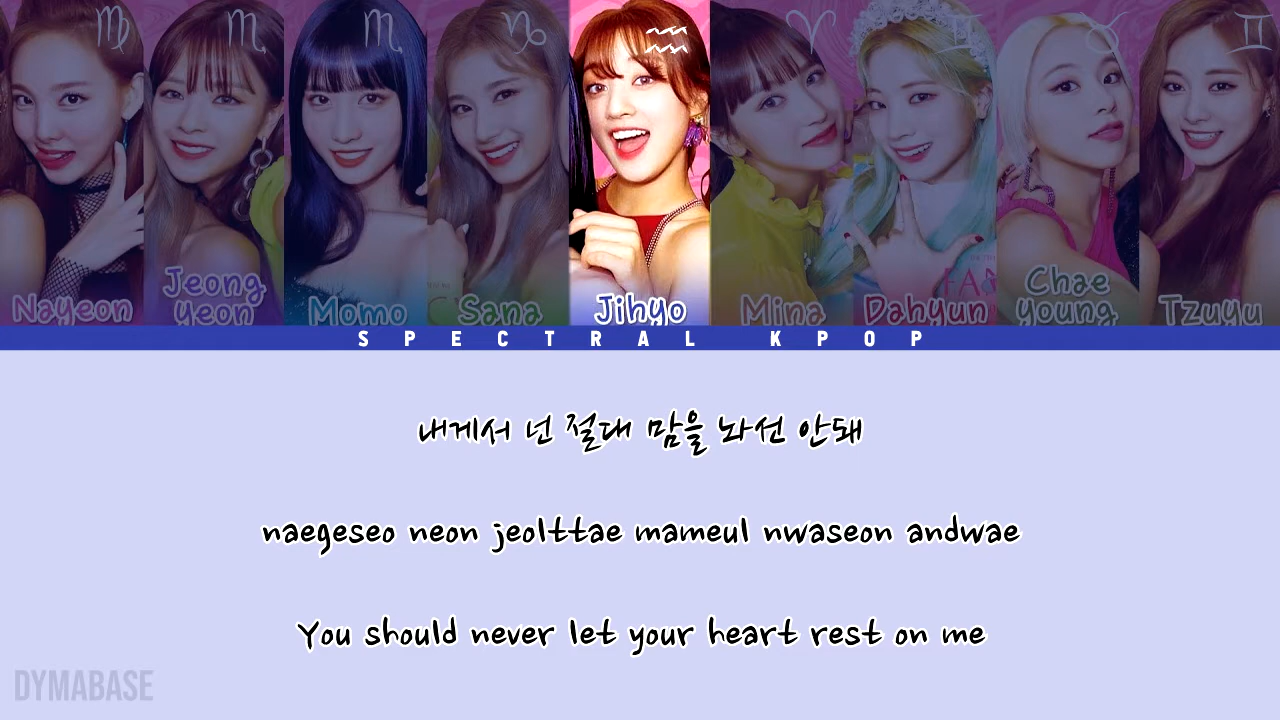 Nayeon
Jeong
yeon
Momo
Sana
Jihyo
Mina
Dahyun
Chae
young
Tzuyu
SPECTRAL KPOP
내게서 넌 절대 맘을 놔선 안돼
naegeseo neon jeolttae mameul nwaseon andwae
You should never let your heart rest on me
DYMABASE